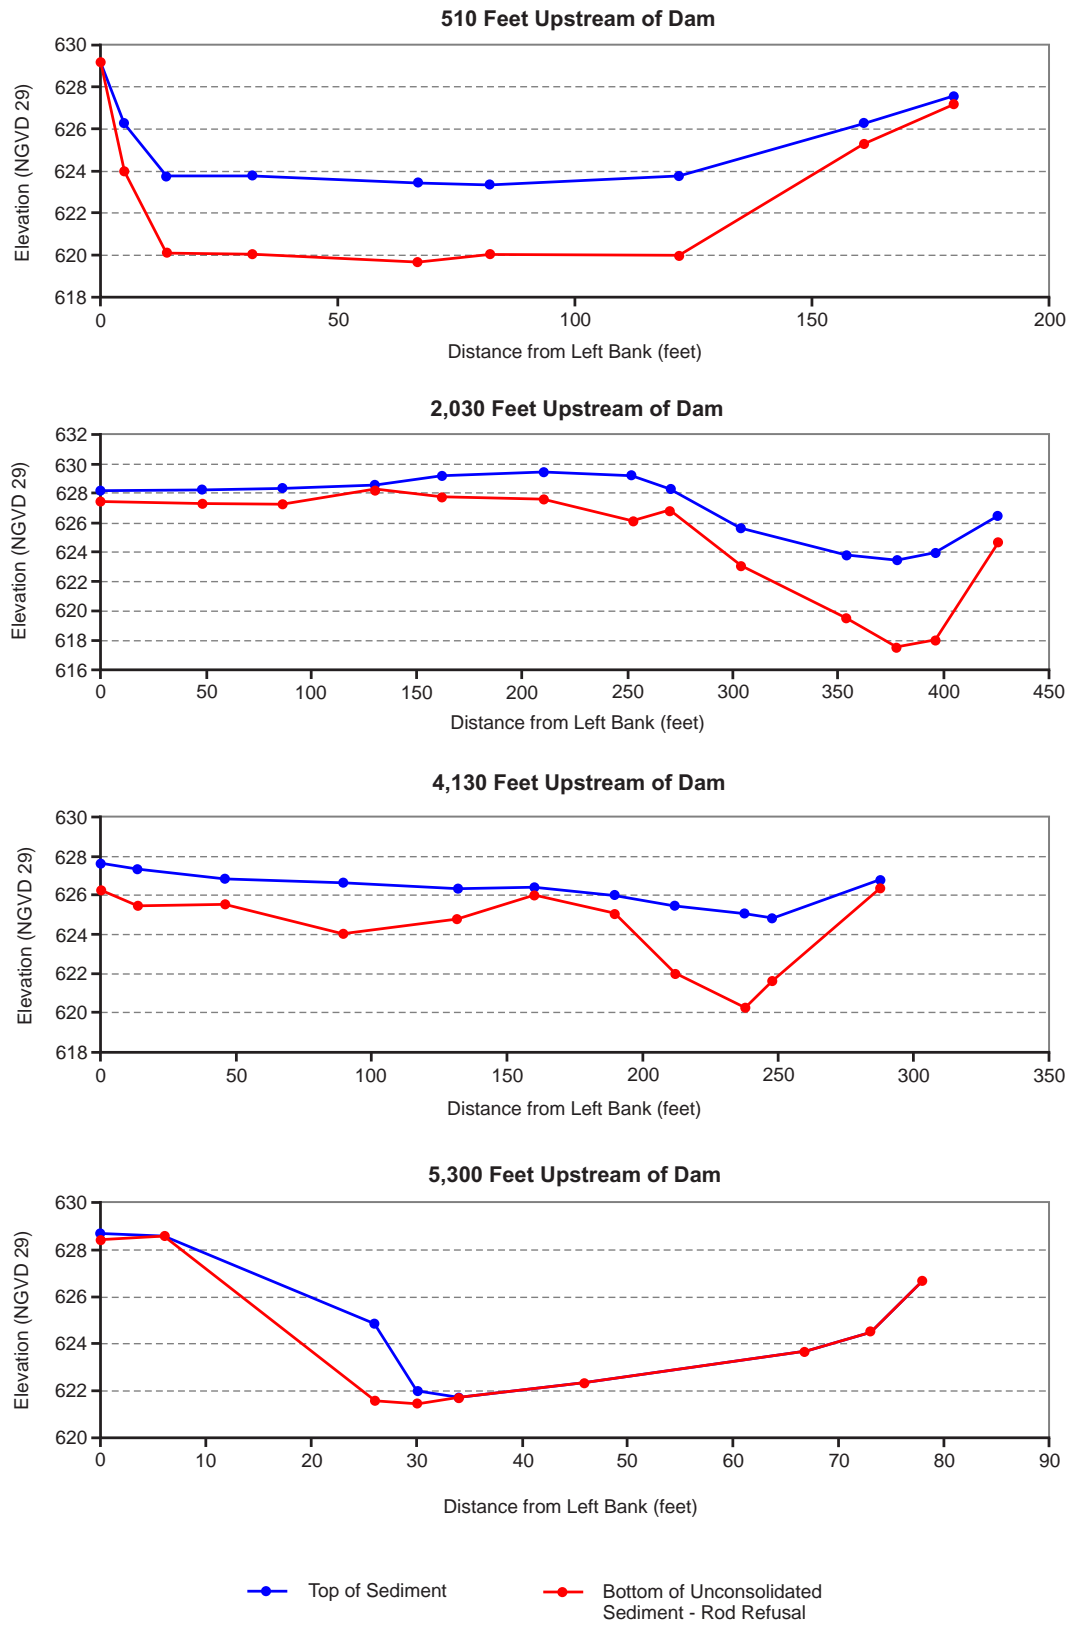 510 Feet Upstream of Dam
630
628
626
624
622
620
618
0 50 100 150 200
Elevation (NGVD 29)
Distance from Left Bank (feet)
2,030 Feet Upstream of Dam
632
630
628
626
624
622
620
618
616
0 50 100 150 200 250 300 350 400 450
Elevation (NGVD 29)
Distance from Left Bank (feet)
4,130 Feet Upstream of Dam
630
628
626
624
622
620
618
0 50 100 150 200 250 300 350
Elevation (NGVD 29)
Distance from Left Bank (feet)
5,300 Feet Upstream of Dam
630
628
626
624
622
620
0 10 20 30 40 50 60 70 80 90
Elevation (NGVD 29)
Distance from Left Bank (feet)
Top of Sediment
Bottom of Unconsolidated
Sediment - Rod Refusal